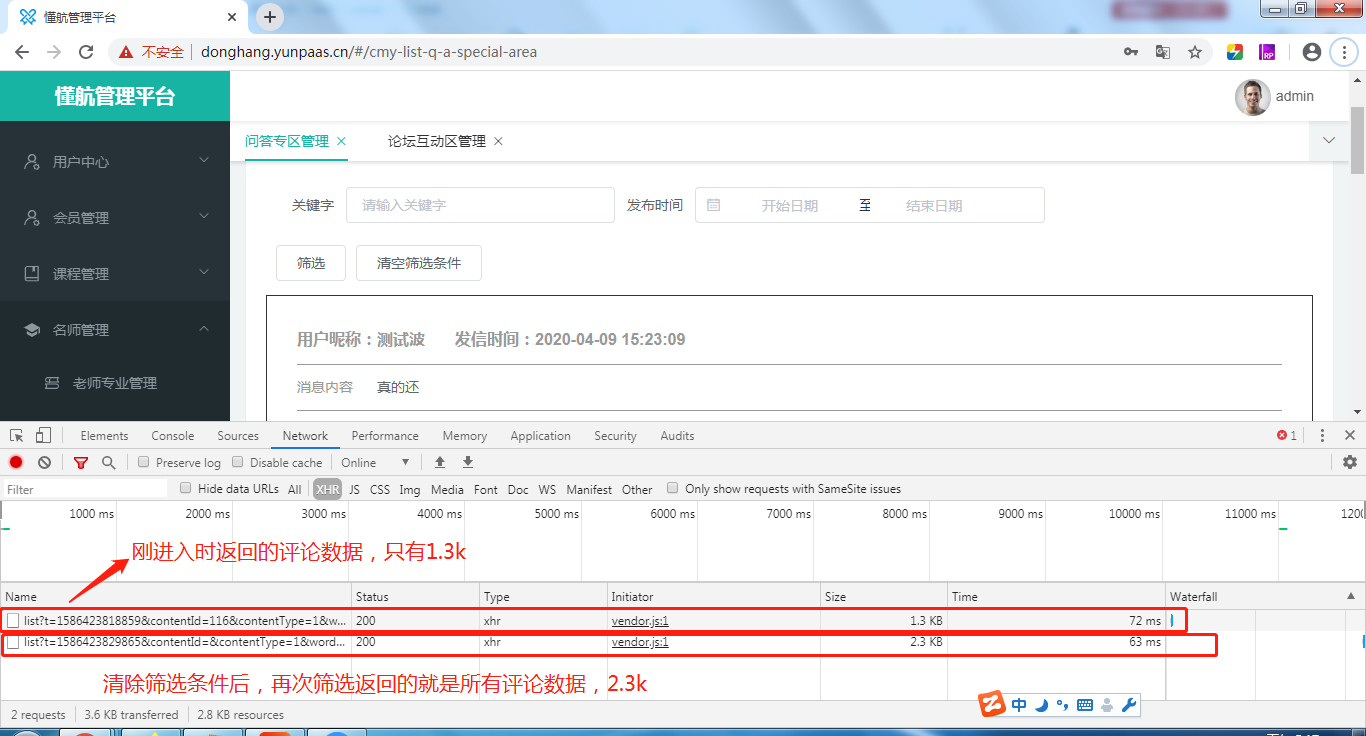 懂航管理平台
不安全 donghang.yunpaas.cn/#/cmy-list-q-a-special-area
懂航管理平台
admin
问答专区管理 论坛互动区管理
用户中心
会员管理
课程管理
名师管理
老师专业管理
关键字 请输入关键字 发布时间 开始日期 至 结束日期
筛选 清空筛选条件
用户昵称：测试波 发信时间：2020-04-09 15:23:09
消息内容 真的还
Elements Console Sources Network Performance Memory Application Security Audits 1
Preserve log Disable cache Online
Filter Hide data URLs All XHR JS CSS Img Media Font Doc WS Manifest Other Only show requests with SameSite issues
1000 ms 2000 ms 3000 ms 4000 ms 5000 ms 6000 ms 7000 ms 8000 ms 9000 ms 10000 ms 11000 ms 1200
刚进入时返回的评论数据，只有1.3k
Name Status Type Initiator Size Time Waterfall
list?t=1586423818859&contentId=116&contentType=1&w... 200 xhr vendor.js:1 1.3 KB 72 ms
list?t=1586423829865&contentId=&contentType=1&word... 200 xhr vendor.js:1 2.3 KB 63 ms
清除筛选条件后，再次筛选返回的就是所有评论数据，2.3k
中
2 requests 3.6 KB transferred 2.8 KB resources